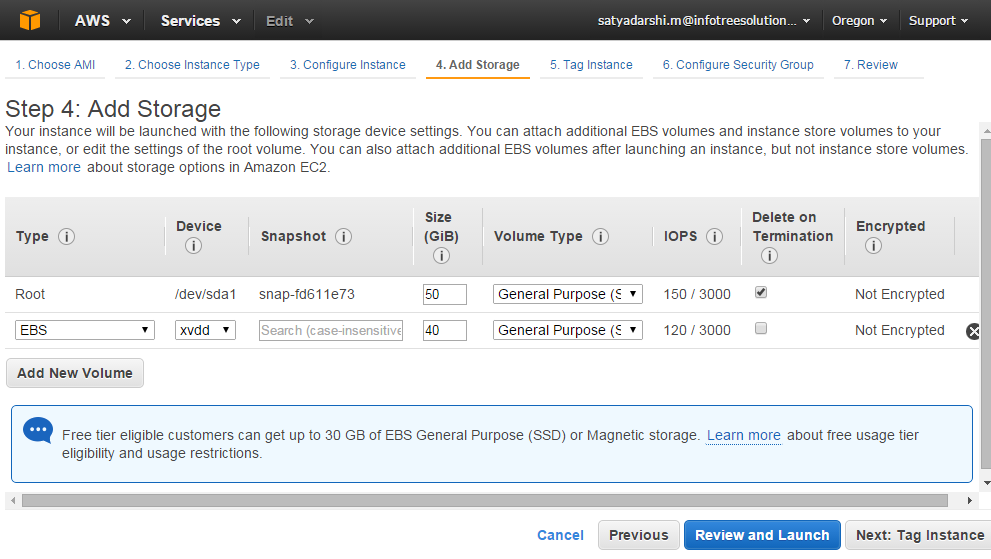 AWS Services Edit satyadarshi.m@infotreesolution... Oregon Support
1. Choose AMI 2. Choose Instance Type 3. Configure Instance 4. Add Storage 5. Tag Instance 6. Configure Security Group 7. Review
Step 4: Add Storage
Your instance will be launched with the following storage device settings. You can attach additional EBS volumes and instance store volumes to your
instance, or edit the settings of the root volume. You can also attach additional EBS volumes after launching an instance, but not instance store volumes.
Learn more about storage options in Amazon EC2.
Type i Device i Snapshot i Size (GiB) i Volume Type i IOPS i Delete on Termination i Encrypted i
Root /dev/sda1 snap-fd611e73 50 General Purpose (S 150 / 3000 Not Encrypted
EBS xvdd Search (case-insensitive 40 General Purpose (S 120 / 3000 Not Encrypted
Add New Volume
Free tier eligible customers can get up to 30 GB of EBS General Purpose (SSD) or Magnetic storage. Learn more about free usage tier
eligibility and usage restrictions.
Cancel Previous Review and Launch Next: Tag Instance